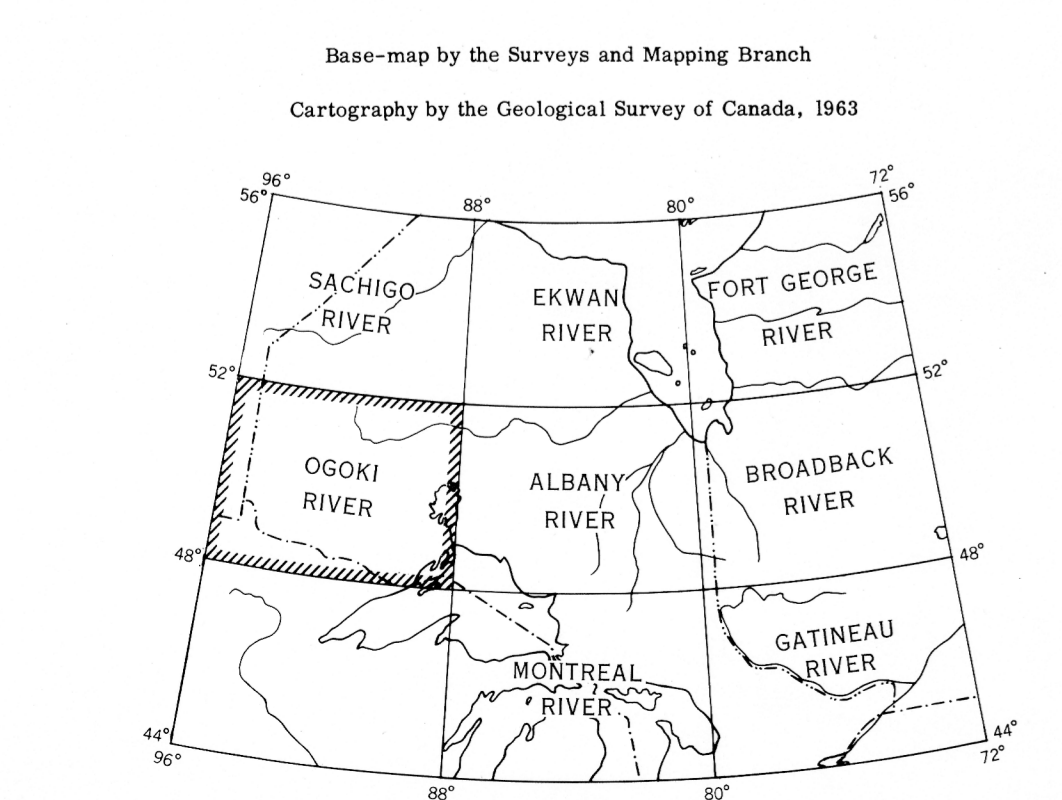 Base-map by the Surveys and Mapping Branch
Cartography by the Geological Survey of Canada, 1963
96°
72°
56°
56°
88°
80°
SACHIGO
RIVER
EKWAN
RIVER
FORT GEORGE
RIVER
52°
52°
OGOKI
RIVER
ALBANY
RIVER
BROADBACK
RIVER
48°
48°
GATINEAU
RIVER
MONTREAL
RIVER
44°
96°
44°
72°
88°
80°